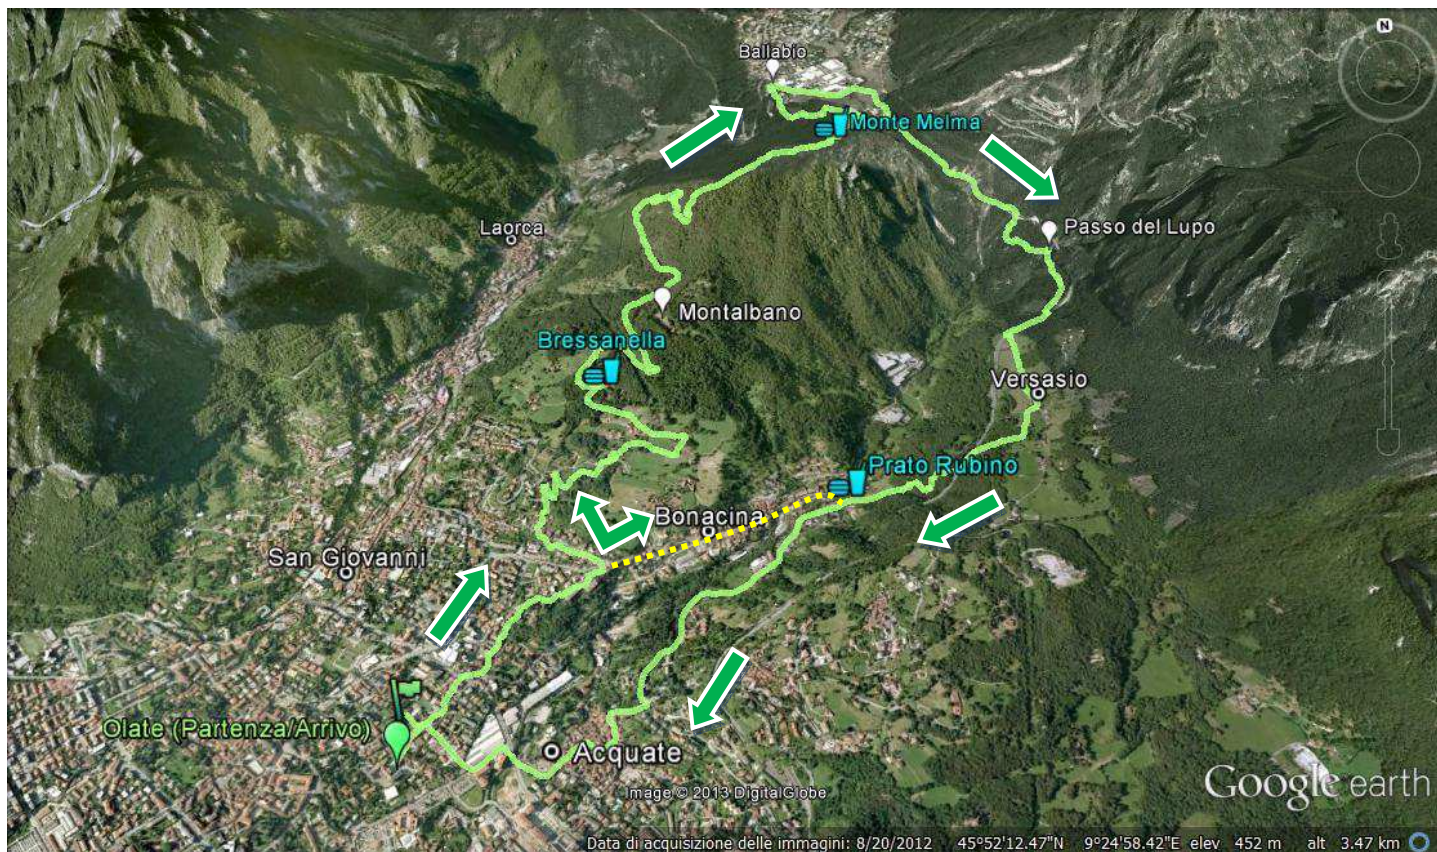 N
Ballabio
Monte Melma
Laorca
Passo del Lupo
Montalbano
Bressanella
Versasio
Prato Rubino
Bonacina
San Giovanni
Olate (Partenza/Arrivo)
Acquate
Google earth
Image © 2013 DigitalGlobe
Data di acquisizione delle immagini: 8/20/2012 45°52'12.47"N 9°24'58.42"E elev 452 m alt 3.47 km